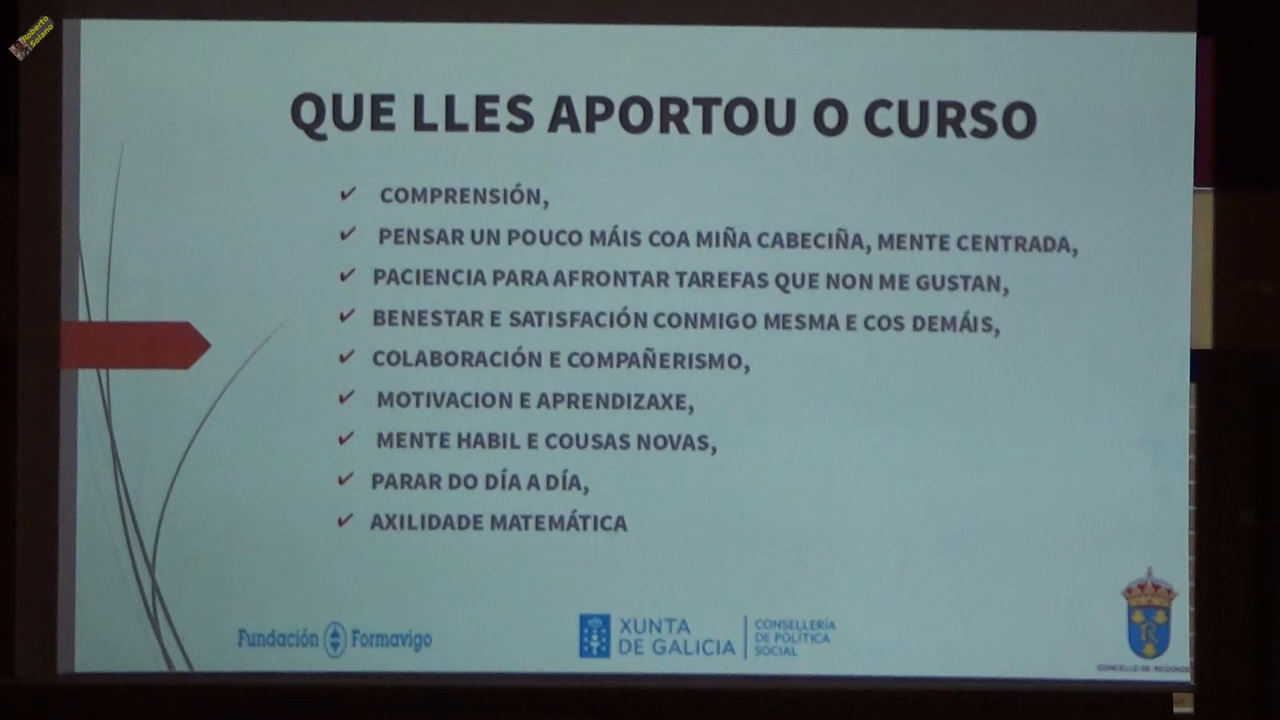 Roberto
Solano
QUE LLES APORTOU O CURSO
COMPRENSIÓN,
PENSAR UN POUCO MÁIS COA MIÑA CABECIÑA, MENTE CENTRADA,
PACIENCIA PARA AFRONTAR TAREFAS QUE NON ME GUSTAN,
BENESTAR E SATISFACIÓN CONMIGO MESMA E COS DEMÁIS,
COLABORACIÓN E COMPAÑERISMO,
MOTIVACION E APRENDIZAXE,
MENTE HABIL E COUSAS NOVAS,
PARAR DO DÍA A DÍA,
AXILIDADE MATEMÁTICA
Fundación Formavigo
XUNTA
DE GALICIA
CONSELLERÍA
DE POLÍTICA
SOCIAL
R
CONCELLO DE